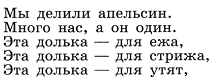 Мы делили апельсин.
Много нас, а он один.
Эта долька — для ежа,
Эта долька — для стрижа,
Эта долька — для утят,